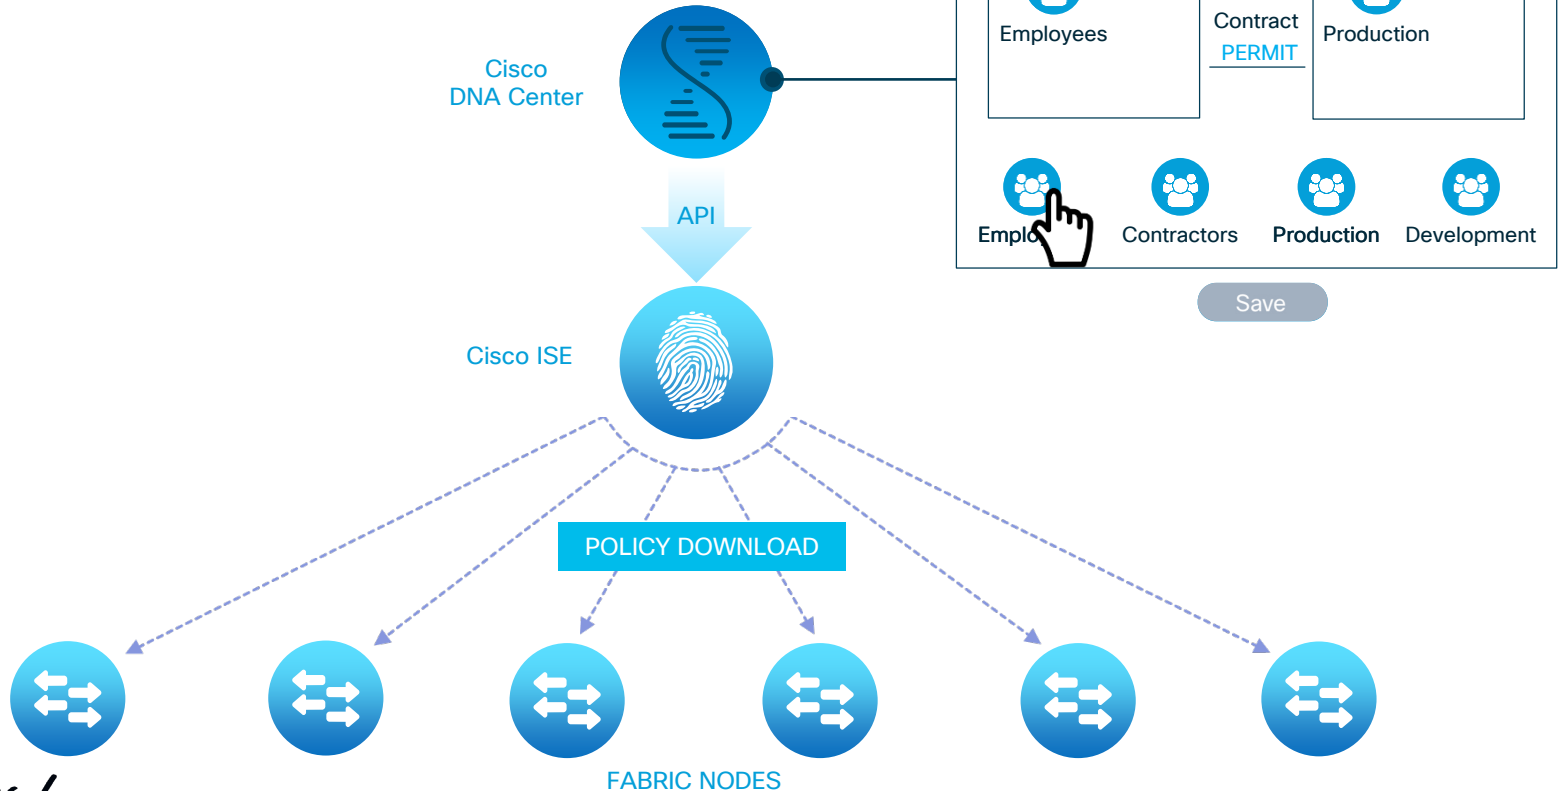 Employees
Contract
PERMIT
Production
Cisco
DNA Center
API
Contractors
Production
Development
Save
Cisco ISE
POLICY DOWNLOAD
FABRIC NODES